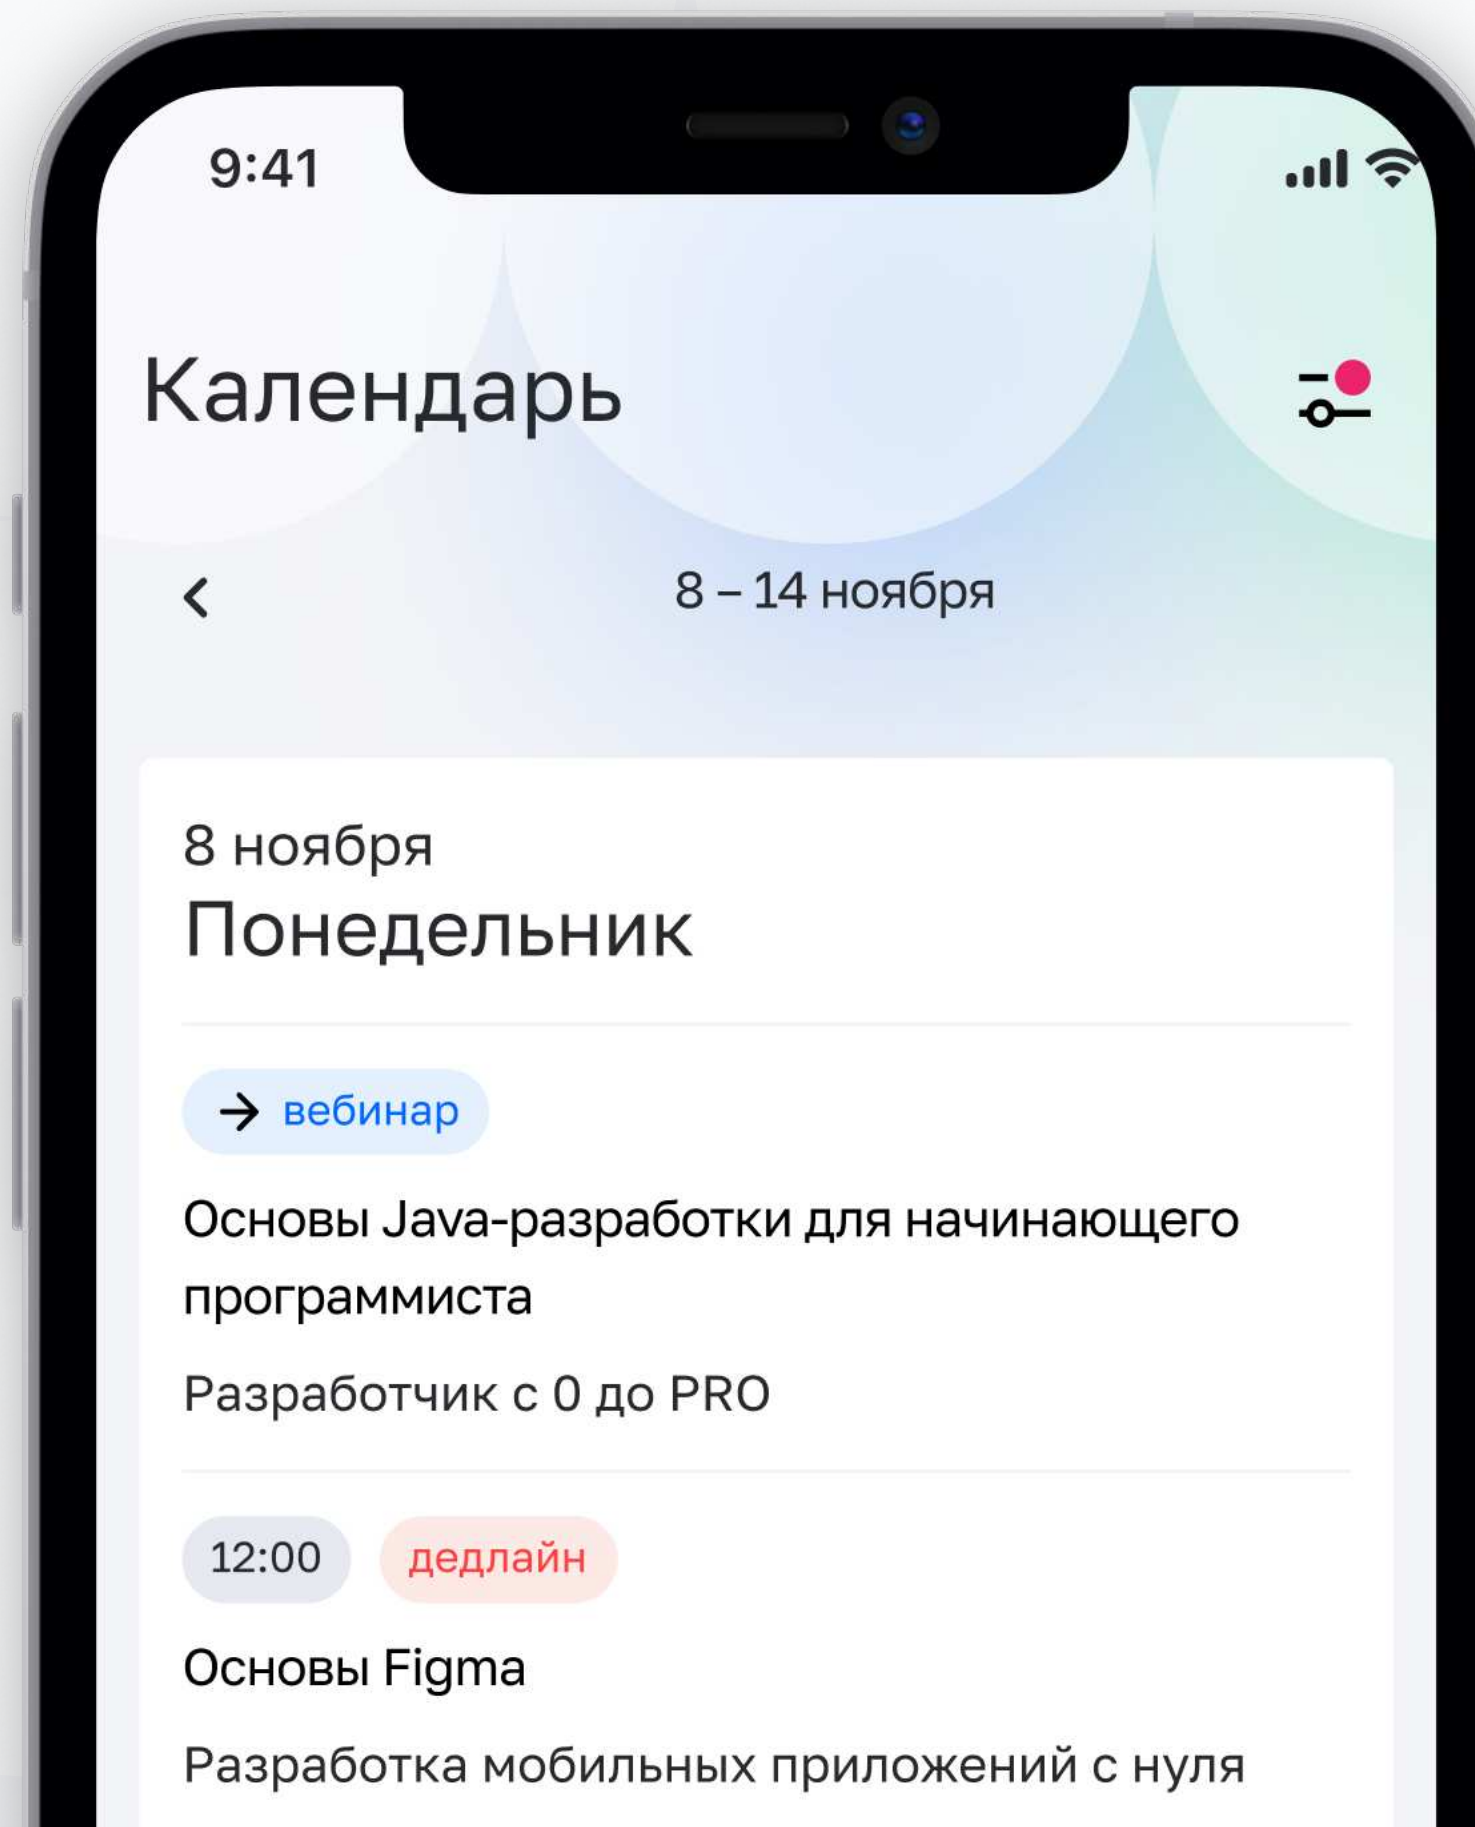 9:41
Календарь
8 – 14 ноября
8 ноября
Понедельник
→ вебинар
Основы Java-разработки для начинающего
программиста
Разработчик с 0 до PRO
12:00 дедлайн
Основы Figma
Разработка мобильных приложений с нуля